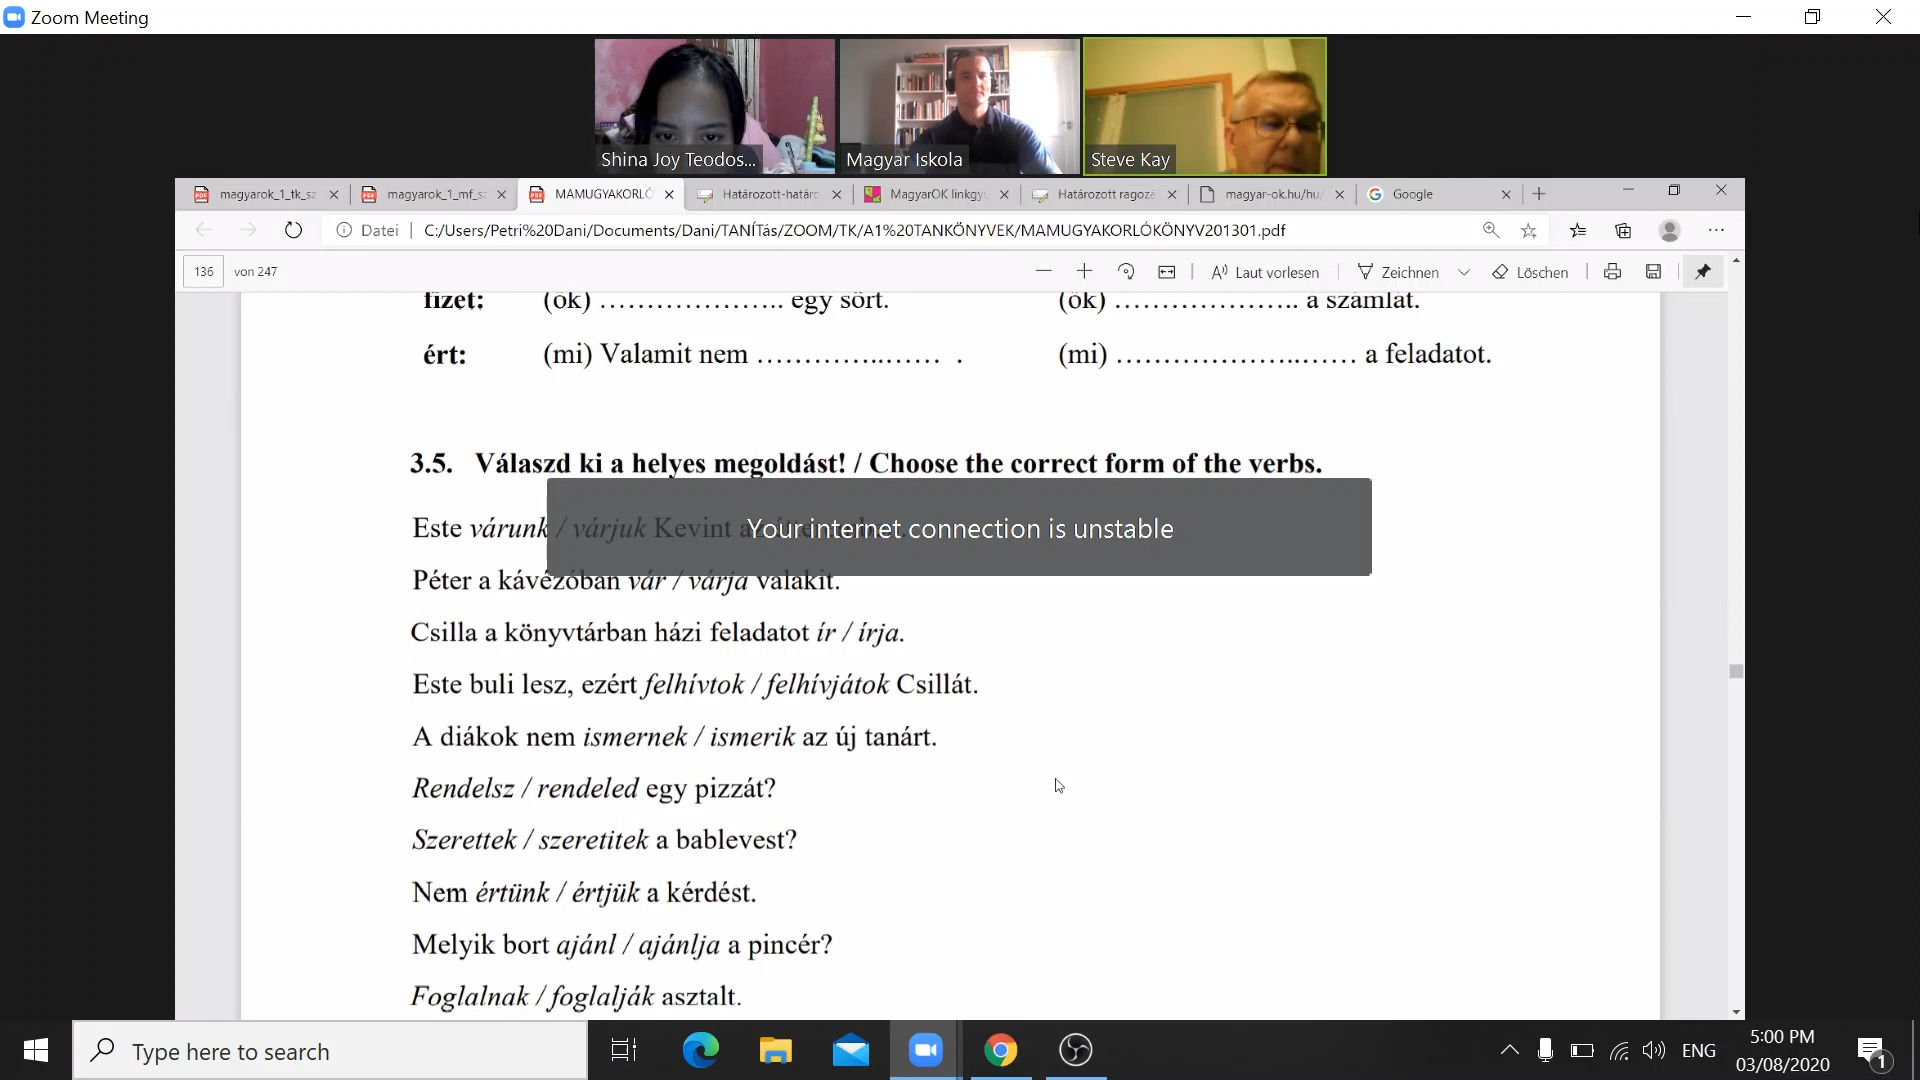 Zoom Meeting
Shina Joy Teodos...
Magyar Iskola
Steve Kay
magyarok_1_tk_sz
magyarok_1_mf_sz
MAMUGYAKORLÓ
Határozott-határo
MagyarOK linkgy
Határozott ragoza
magyar-ok.hu/hu/
Google
Datei
C:/Users/Petri%20Dani/Documents/Dani/TANÍTás/ZOOM/TK/A1%20TANKÖNYVEK/MAMUGYAKORLÓKÖNYV201301.pdf
136 von 247
Laut vorlesen
Zeichnen
Löschen
fizet: (ők) ………………….. egy sört. (ők) ………………….. a számlát.
ért: (mi) Valamit nem …………..…… . (mi) ………………..…… a feladatot.
3.5. Válaszd ki a helyes megoldást! / Choose the correct form of the verbs.
Este várunk / várjuk Kevint
Your internet connection is unstable
Péter a kávézóban vár / várja valakit.
Csilla a könyvtárban házi feladatot ír / írja.
Este buli lesz, ezért felhívtok / felhívjátok Csillát.
A diákok nem ismernek / ismerik az új tanárt.
Rendelsz / rendeled egy pizzát?
Szerettek / szeretitek a bablevest?
Nem értünk / értjük a kérdést.
Melyik bort ajánl / ajánlja a pincér?
Foglalnak / foglalják asztalt.
Type here to search
ENG
5:00 PM
03/08/2020
1